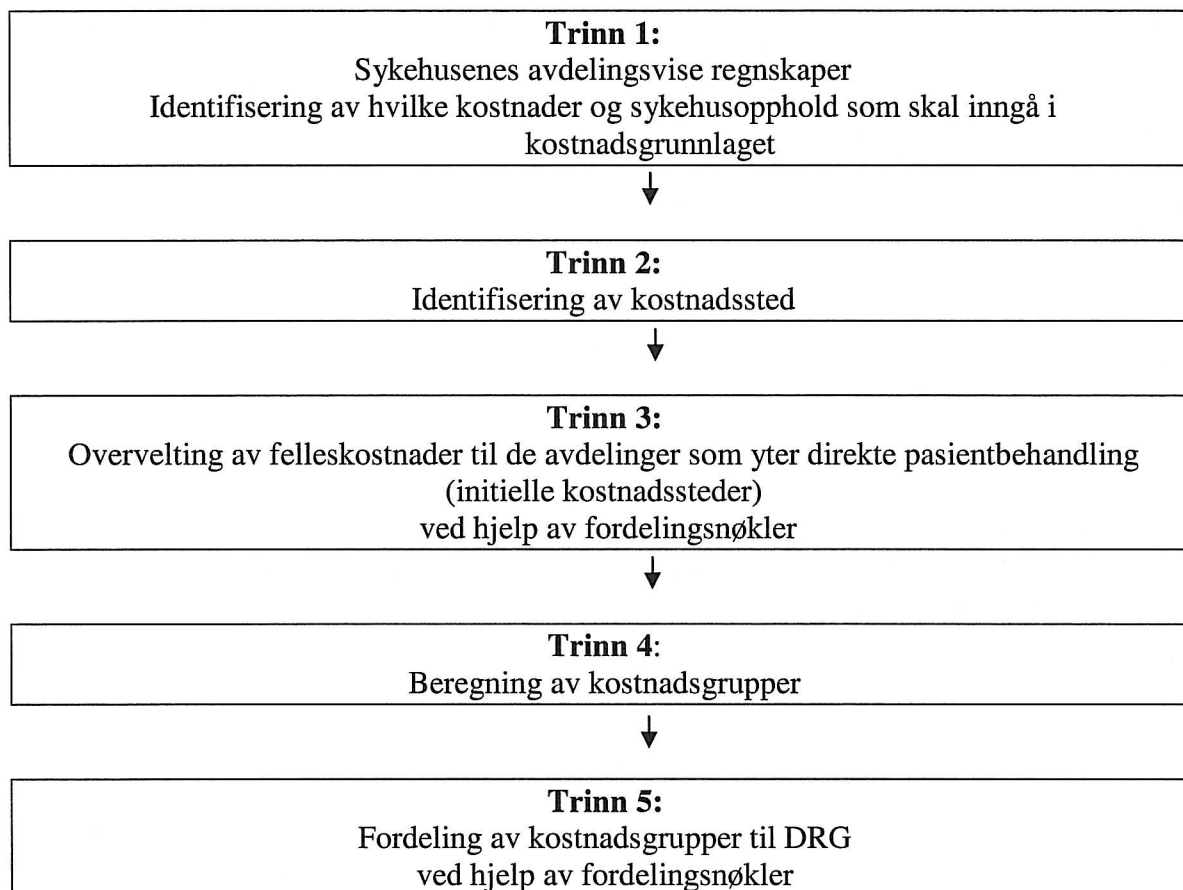 Trinn 1:
Sykehusenes avdelingsvise regnskaper
Identifisering av hvilke kostnader og sykehusopphold som skal inngå i
kostnadsgrunnlaget
Trinn 2:
Identifisering av kostnadssted
Trinn 3:
Overvelting av felleskostnader til de avdelinger som yter direkte pasientbehandling
(initielle kostnadssteder)
ved hjelp av fordelingsnøkler
Trinn 4:
Beregning av kostnadsgrupper
Trinn 5:
Fordeling av kostnadsgrupper til DRG
ved hjelp av fordelingsnøkler